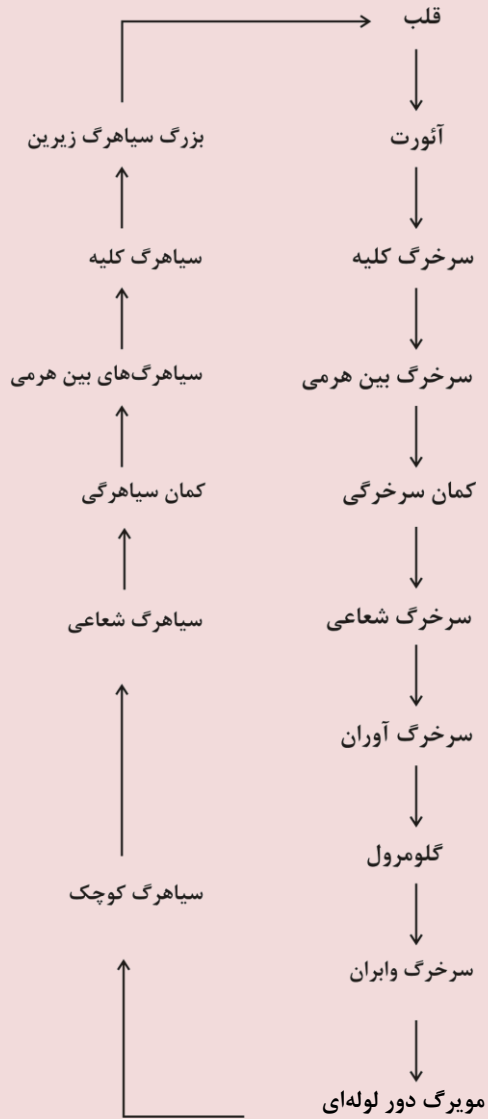 قلب
آئورت
سرخرگ کلیه
سرخرگ بین هرمی
کمان سرخرگی
سرخرگ شعاعی
سرخرگ آوران
گلومرول
سرخرگ وابران
مویرگ دور لوله‌ای
سیاهرگ کوچک
سیاهرگ شعاعی
کمان سیاهرگی
سیاهرگ‌های بین هرمی
سیاهرگ کلیه
بزرگ سیاهرگ زیرین